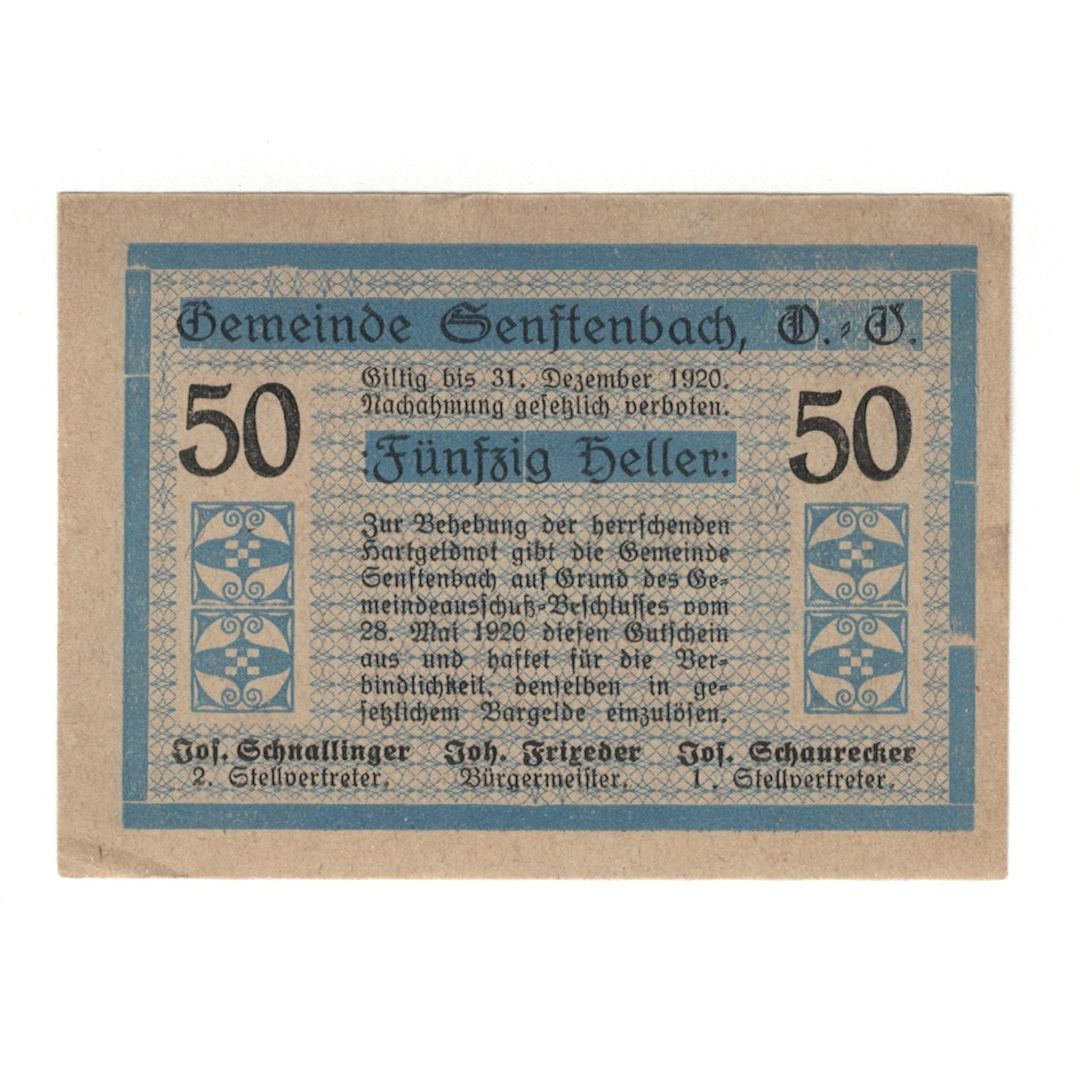 Gemeinde Senftenbach, O.-Ö.
50
Giltig bis 31. Dezember 1920.
Nachahmung gesetzlich verboten.
50
:Fünfzig Heller:
Zur Behebung der herrschenden
Hartgeldnot gibt die Gemeinde
Senftenbach auf Grund des Ge-
meindeausschuß-Beschlusses vom
28. Mai 1920 diesen Gutschein
aus und haftet für die Ver-
bindlichkeit, denselben in ge-
setzlichem Bargelde einzulösen.
Jos. Schnallinger Joh. Frixeder Jos. Schaurecker
2. Stellvertreter. Bürgermeister. 1. Stellvertreter.